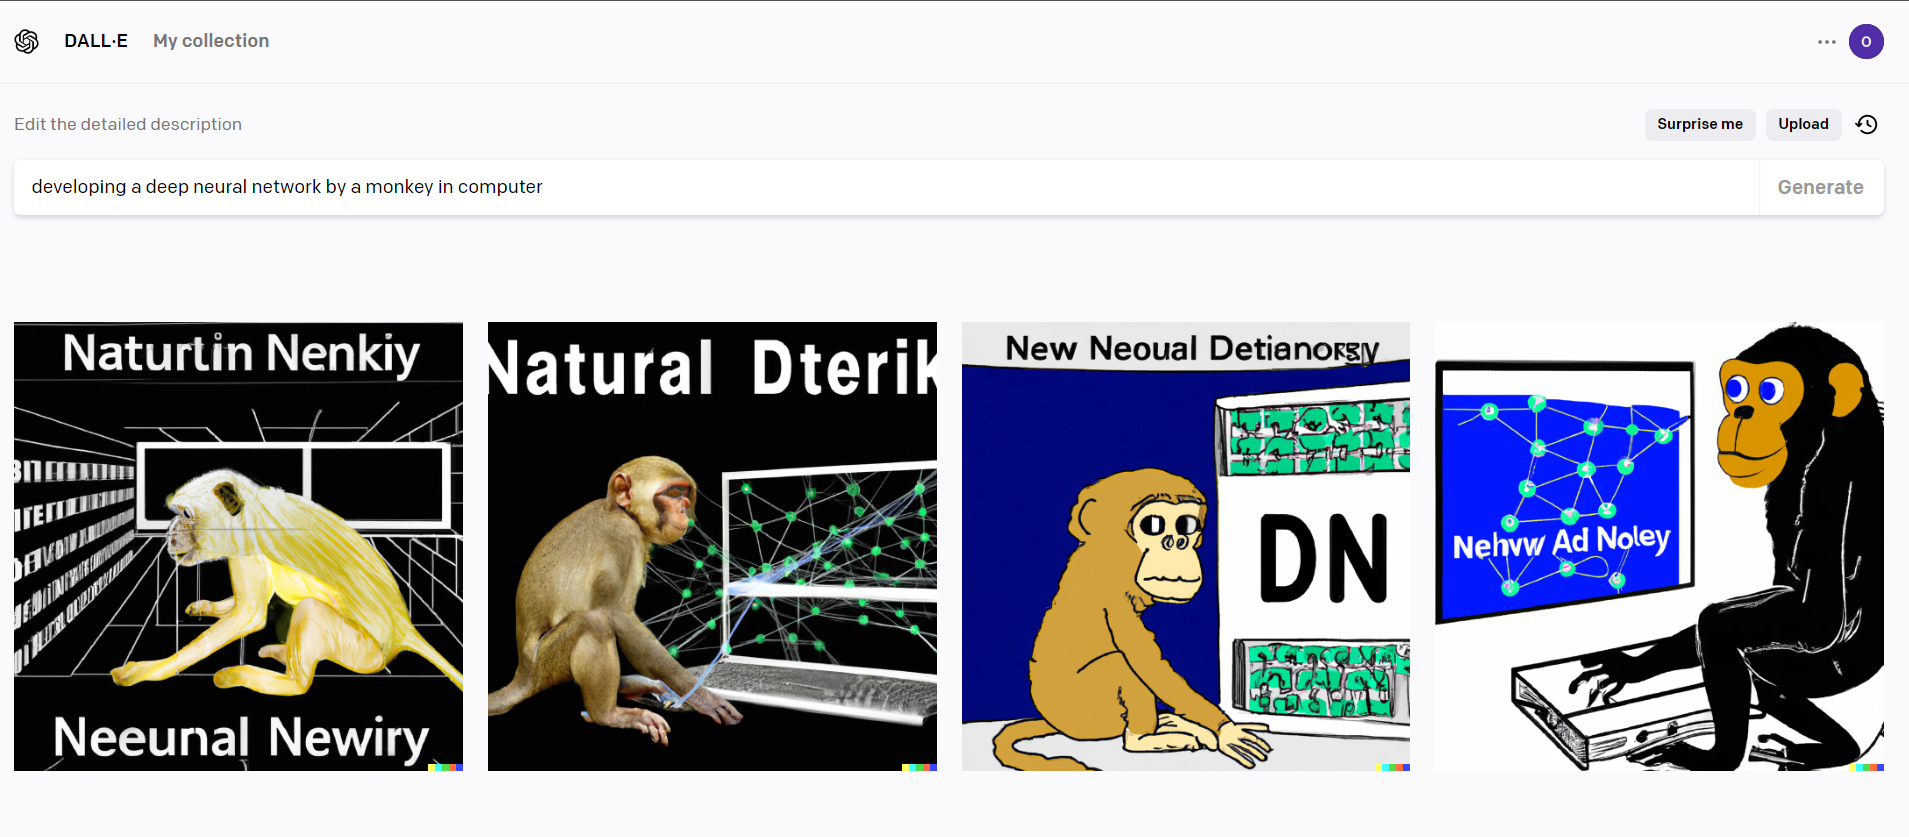 DALL·E My collection
O
Edit the detailed description
Surprise me Upload
developing a deep neural network by a monkey in computer
Generate
Naturtin Nenkiy
Neeunal Newiry
Natural Dterik
New Neoual Detianorsy
DN
Nehvw Ad Noley